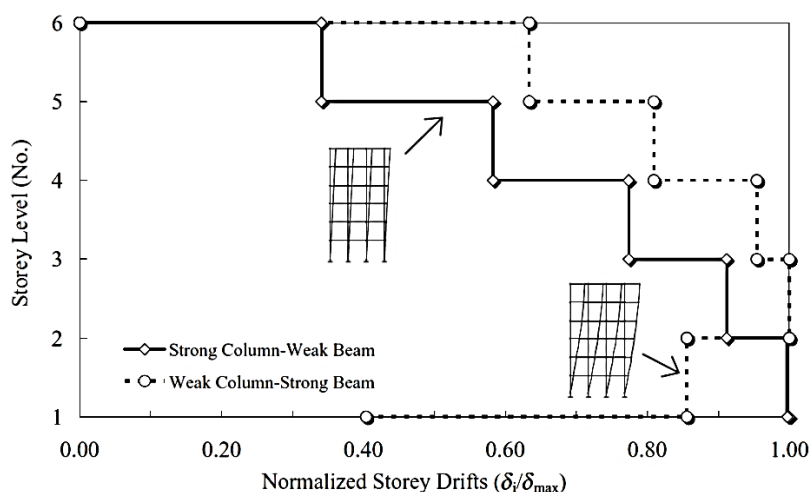 6
5
4
3
2
1
Storey Level (No.)
Strong Column-Weak Beam
Weak Column-Strong Beam
0.00 0.20 0.40 0.60 0.80 1.00
Normalized Storey Drifts (δi/δmax)